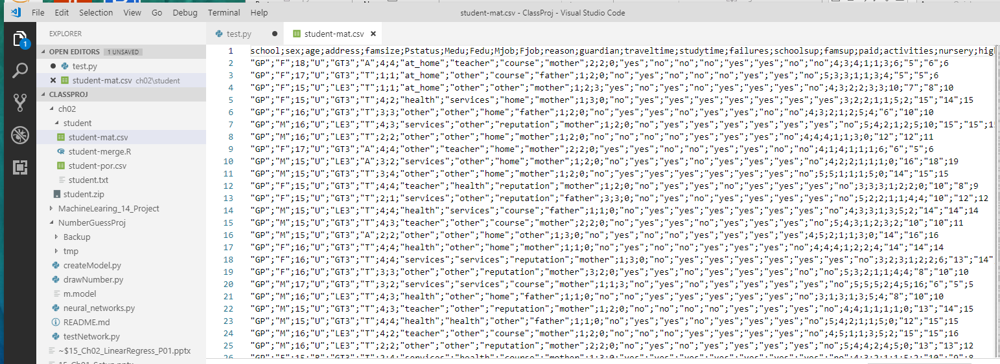 File Edit Selection View Go Debug Terminal Help
student-mat.csv - ClassProj - Visual Studio Code
EXPLORER
OPEN EDITORS 1 UNSAVED
test.py
student-mat.csv ch02\student
CLASSPROJ
ch02
student
student-mat.csv
student-merge.R
student-por.csv
student.txt
student.zip
MachineLearing_14_Project
NumberGuessProj
Backup
tmp
createModel.py
drawNumber.py
m.model
neural_networks.py
README.md
testNetwork.py
~$15_Ch02_LinearRegress_P01.pptx
15_Ch01_Setup.pptx
1
test.py
student-mat.csv
1 school;sex;age;address;famsize;Pstatus;Medu;Fedu;Mjob;Fjob;reason;guardian;traveltime;studytime;failures;schoolsup;famsup;paid;activities;nursery;hig
2 "GP";"F";18;"U";"GT3";"A";4;4;"at_home";"teacher";"course";"mother";2;2;0;"yes";"no";"no";"no";"yes";"yes";"no";"no";4;3;4;1;1;3;6;"5";"6";6
3 "GP";"F";17;"U";"GT3";"T";1;1;"at_home";"other";"course";"father";1;2;0;"no";"yes";"no";"no";"no";"yes";"yes";"no";5;3;3;1;1;3;4;"5";"5";6
4 "GP";"F";15;"U";"LE3";"T";1;1;"at_home";"other";"other";"mother";1;2;3;"yes";"no";"yes";"no";"yes";"yes";"yes";"no";4;3;2;2;3;3;10;"7";"8";10
5 "GP";"F";15;"U";"GT3";"T";4;2;"health";"services";"home";"mother";1;3;0;"no";"yes";"yes";"yes";"yes";"yes";"yes";"yes";3;2;2;1;1;5;2;"15";"14";15
6 "GP";"F";16;"U";"GT3";"T";3;3;"other";"other";"home";"father";1;2;0;"no";"yes";"yes";"no";"yes";"yes";"no";"no";4;3;2;1;2;5;4;"6";"10";10
7 "GP";"M";16;"U";"LE3";"T";4;3;"services";"other";"reputation";"mother";1;2;0;"no";"yes";"yes";"yes";"yes";"yes";"yes";"no";5;4;2;1;2;5;10;"15";"15";1
8 "GP";"M";16;"U";"LE3";"T";2;2;"other";"other";"home";"mother";1;2;0;"no";"no";"no";"no";"yes";"yes";"yes";"no";4;4;4;1;1;3;0;"12";"12";11
9 "GP";"F";17;"U";"GT3";"A";4;4;"other";"teacher";"home";"mother";2;2;0;"yes";"yes";"no";"no";"yes";"yes";"no";"no";4;1;4;1;1;1;6;"6";"5";6
10 "GP";"M";15;"U";"LE3";"A";3;2;"services";"other";"home";"mother";1;2;0;"no";"yes";"yes";"no";"yes";"yes";"yes";"no";4;2;2;1;1;1;0;"16";"18";19
11 "GP";"M";15;"U";"GT3";"T";3;4;"other";"other";"home";"mother";1;2;0;"no";"yes";"yes";"yes";"yes";"yes";"yes";"no";5;5;1;1;1;5;0;"14";"15";15
12 "GP";"F";15;"U";"GT3";"T";4;4;"teacher";"health";"reputation";"mother";1;2;0;"no";"yes";"yes";"no";"yes";"yes";"yes";"no";3;3;3;1;2;2;0;"10";"8";9
13 "GP";"F";15;"U";"GT3";"T";2;1;"services";"other";"reputation";"father";3;3;0;"no";"yes";"no";"yes";"yes";"yes";"yes";"no";5;2;2;1;1;4;4;"10";"12";12
14 "GP";"M";15;"U";"LE3";"T";4;4;"health";"services";"course";"father";1;1;0;"no";"yes";"yes";"yes";"yes";"yes";"yes";"no";4;3;3;1;3;5;2;"14";"14";14
15 "GP";"M";15;"U";"GT3";"T";4;3;"teacher";"other";"course";"mother";2;2;0;"no";"yes";"yes";"no";"yes";"yes";"yes";"no";5;4;3;1;2;3;2;"10";"10";11
16 "GP";"M";15;"U";"GT3";"A";2;2;"other";"other";"home";"other";1;3;0;"no";"yes";"no";"no";"yes";"yes";"yes";"yes";4;5;2;1;1;3;0;"14";"16";16
17 "GP";"F";16;"U";"GT3";"T";4;4;"health";"other";"home";"mother";1;1;0;"no";"yes";"no";"no";"yes";"yes";"yes";"no";4;4;4;1;2;2;4;"14";"14";14
18 "GP";"F";16;"U";"GT3";"T";4;4;"services";"services";"reputation";"mother";1;3;0;"no";"yes";"yes";"yes";"yes";"yes";"yes";"no";3;2;3;1;2;2;6;"13";"14"
19 "GP";"F";16;"U";"GT3";"T";3;3;"other";"other";"reputation";"mother";3;2;0;"yes";"yes";"no";"yes";"yes";"yes";"no";"no";5;3;2;1;1;4;4;"8";"10";10
20 "GP";"M";17;"U";"GT3";"T";3;2;"services";"services";"course";"mother";1;1;3;"no";"yes";"no";"yes";"yes";"yes";"yes";"no";5;5;5;2;4;5;16;"6";"5";5
21 "GP";"M";16;"U";"LE3";"T";4;3;"health";"other";"home";"father";1;1;0;"no";"no";"yes";"yes";"yes";"yes";"yes";"no";3;1;3;1;3;5;4;"8";"10";10
22 "GP";"M";15;"U";"GT3";"T";4;3;"teacher";"other";"reputation";"mother";1;2;0;"no";"no";"no";"no";"yes";"yes";"yes";"no";4;4;1;1;1;1;0;"13";"14";15
23 "GP";"M";15;"U";"GT3";"T";4;4;"health";"health";"other";"father";1;1;0;"no";"yes";"yes";"no";"yes";"yes";"yes";"no";5;4;2;1;1;5;0;"12";"15";15
24 "GP";"M";16;"U";"LE3";"T";4;2;"teacher";"other";"course";"mother";1;2;0;"no";"no";"no";"yes";"yes";"yes";"yes";"no";4;5;1;1;3;5;2;"15";"15";16
25 "GP";"M";16;"U";"LE3";"T";2;2;"other";"other";"reputation";"mother";2;2;0;"no";"yes";"no";"yes";"yes";"yes";"yes";"no";5;4;4;2;4;5;0;"13";"13";12
26 "GP";"F";15;"R";"GT3";"T";2;4;"services";"health";"course";"mother";1;3;0;"yes";"yes";"yes";"yes";"yes";"yes";"yes";"no";4;3;2;1;1;5;2;"10";"9";8